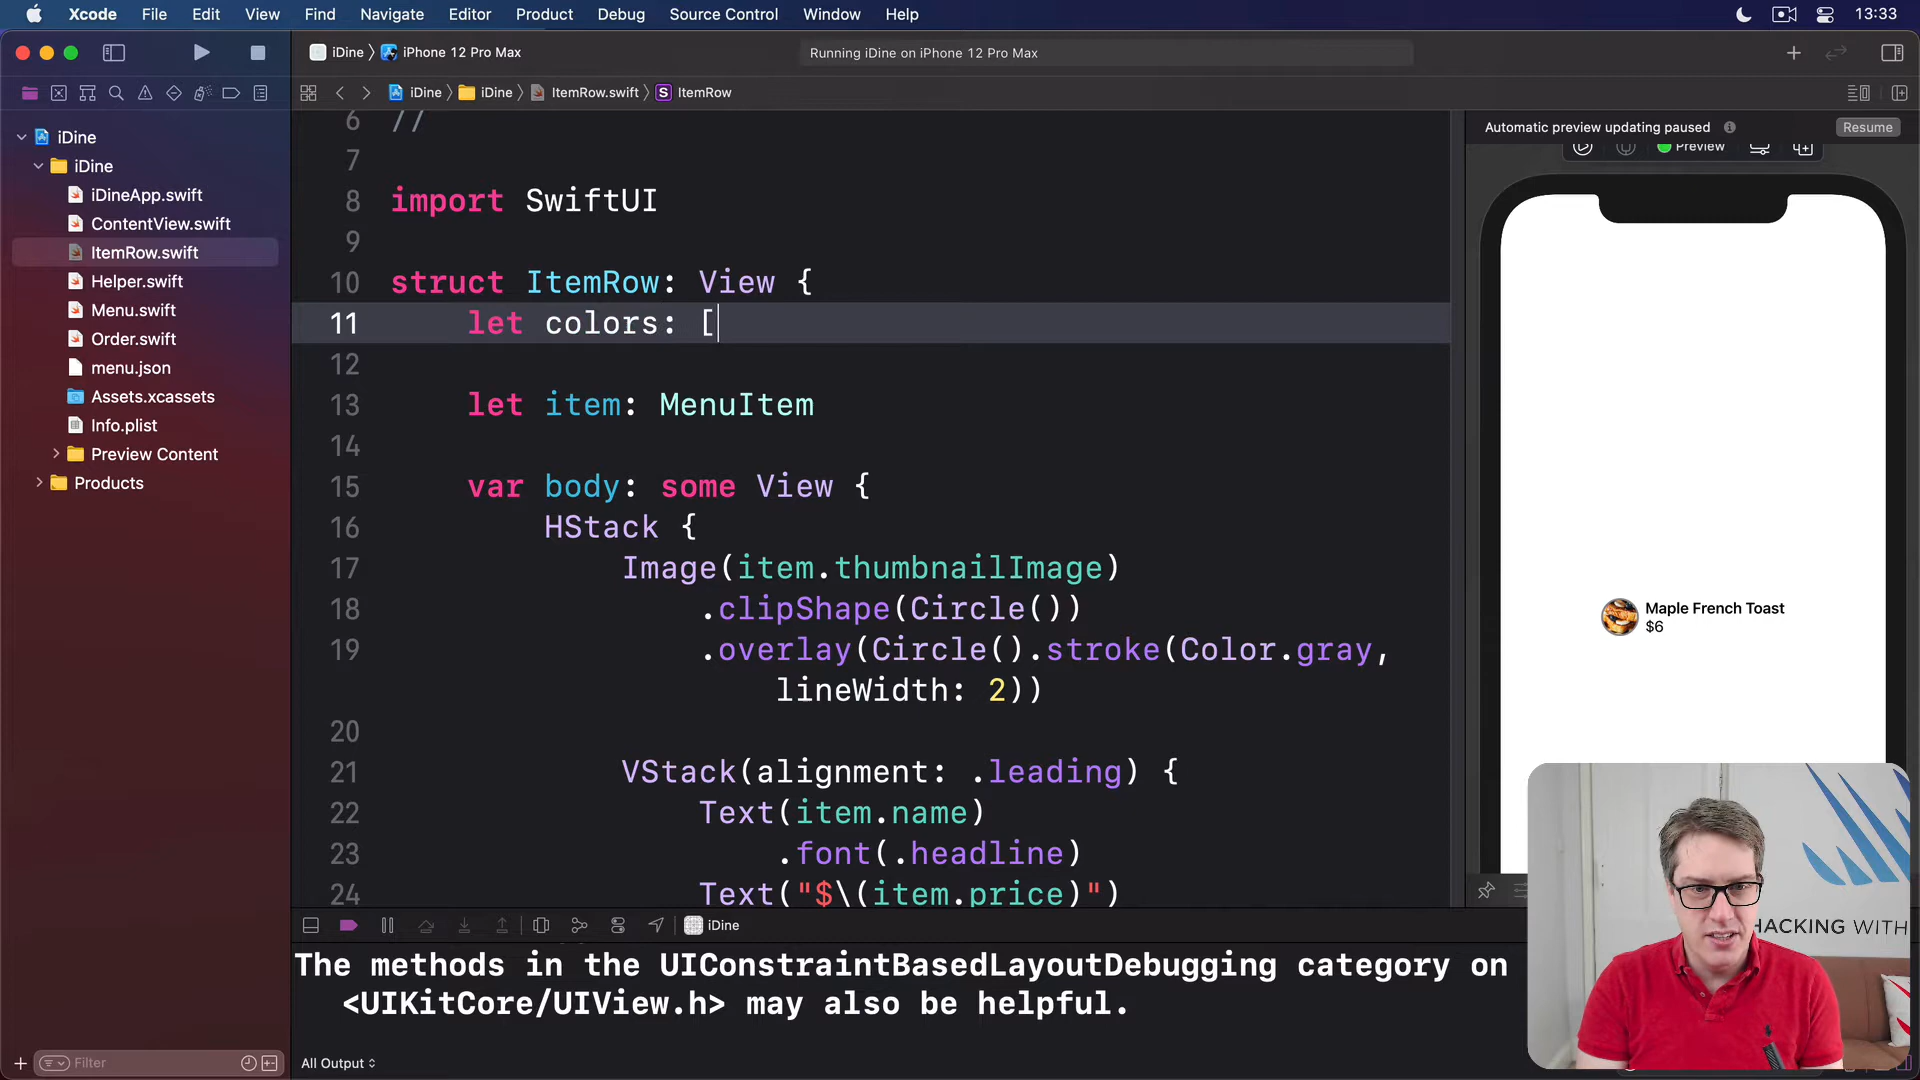 Xcode File Edit View Find Navigate Editor Product Debug Source Control Window Help 13:33
iDine iPhone 12 Pro Max Running iDine on iPhone 12 Pro Max
iDine iDine ItemRow.swift S ItemRow
iDine
iDine
iDineApp.swift
ContentView.swift
ItemRow.swift
Helper.swift
Menu.swift
Order.swift
menu.json
Assets.xcassets
Info.plist
Preview Content
Products
Filter
6 //
7
8 import SwiftUI
9
10 struct ItemRow: View {
11 let colors: [
12
13 let item: MenuItem
14
15 var body: some View {
16 HStack {
17 Image(item.thumbnailImage)
18 .clipShape(Circle())
19 .overlay(Circle().stroke(Color.gray,
lineWidth: 2))
20
21 VStack(alignment: .leading) {
22 Text(item.name)
23 .font(.headline)
24 Text("$\(item.price)")
Automatic preview updating paused Resume
Preview
Maple French Toast
$6
iDine
The methods in the UIConstraintBasedLayoutDebugging category on
<UIKitCore/UIView.h> may also be helpful.
All Output
HACKING WITH